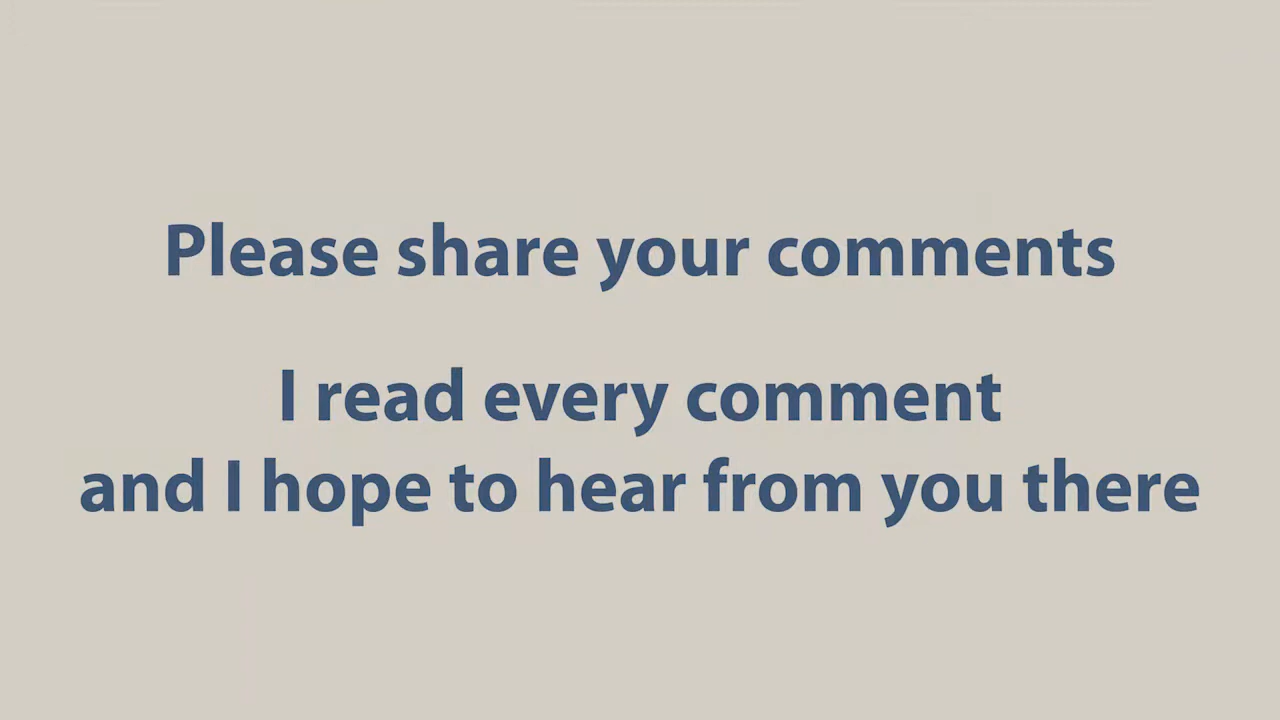 Please share your comments
I read every comment
and I hope to hear from you there